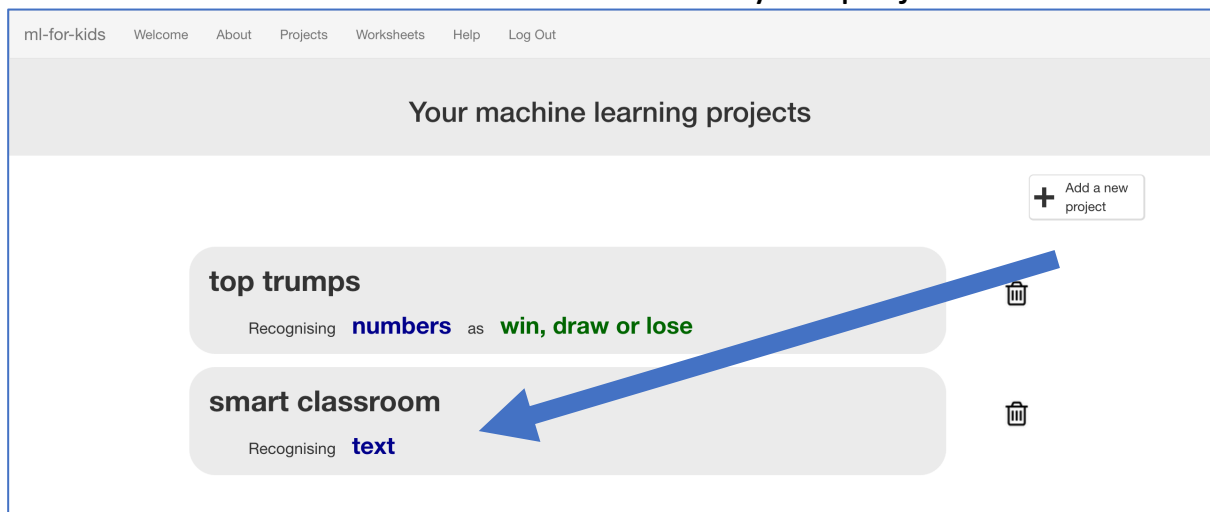 ml-for-kids Welcome About Projects Worksheets Help Log Out
Your machine learning projects
Add a new
project
top trumps
Recognising numbers as win, draw or lose
smart classroom
Recognising text